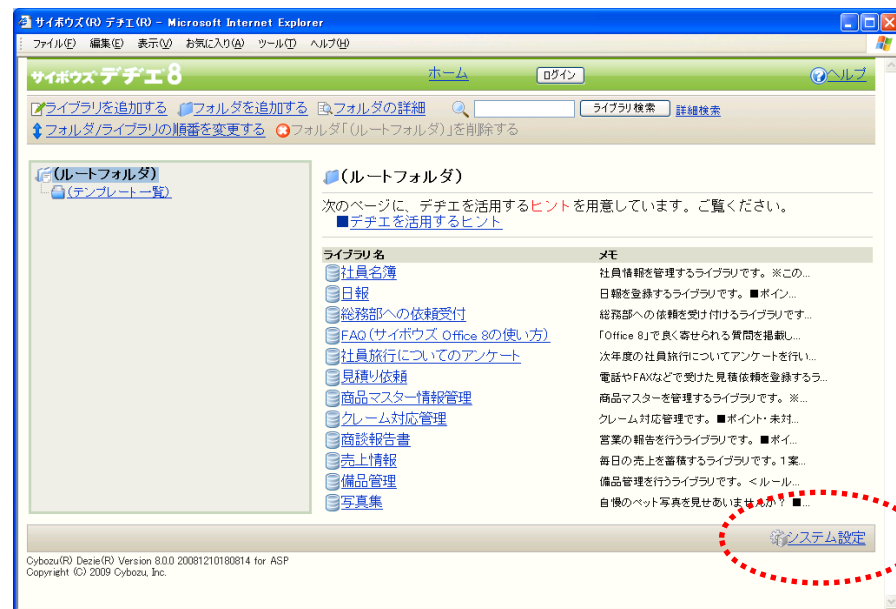 サイボウズ(R) デヂエ(R) - Microsoft Internet Explorer
ファイル(F) 編集(E) 表示(V) お気に入り(A) ツール(T) ヘルプ(H)
サイボウズ デヂエ8 ホーム ログイン ヘルプ
ライブラリを追加する フォルダを追加する フォルダの詳細 ライブラリ検索 詳細検索
フォルダ/ライブラリの順番を変更する フォルダ「(ルートフォルダ)」を削除する
(ルートフォルダ)
(テンプレート一覧)
(ルートフォルダ)
次のページに、デヂエを活用するヒントを用意しています。ご覧ください。
■デヂエを活用するヒント
ライブラリ名 メモ
社員名簿 社員情報を管理するライブラリです。※この...
日報 日報を登録するライブラリです。■ポイン...
総務部への依頼受付 総務部への依頼を受け付けるライブラリです...
FAQ(サイボウズ Office 8の使い方) 「Office 8」で良く寄せられる質問を掲載し...
社員旅行についてのアンケート 次年度の社員旅行についてアンケートを行い...
見積り依頼 電話やFAXなどで受けた見積依頼を登録するラ...
商品マスター情報管理 商品マスターを管理するライブラリです。※...
クレーム対応管理 クレーム対応管理です。■ポイント・未対...
商談報告書 営業の報告を行うライブラリです。■ポイ...
売上情報 毎日の売上を蓄積するライブラリです。1案...
備品管理 備品管理を行うライブラリです。<ルール...
写真集 自慢のペット写真を見せあいませんか? ■...
システム設定
Cybozu(R) Dezie(R) Version 8.0.0 20081210180814 for ASP
Copyright (C) 2009 Cybozu, Inc.